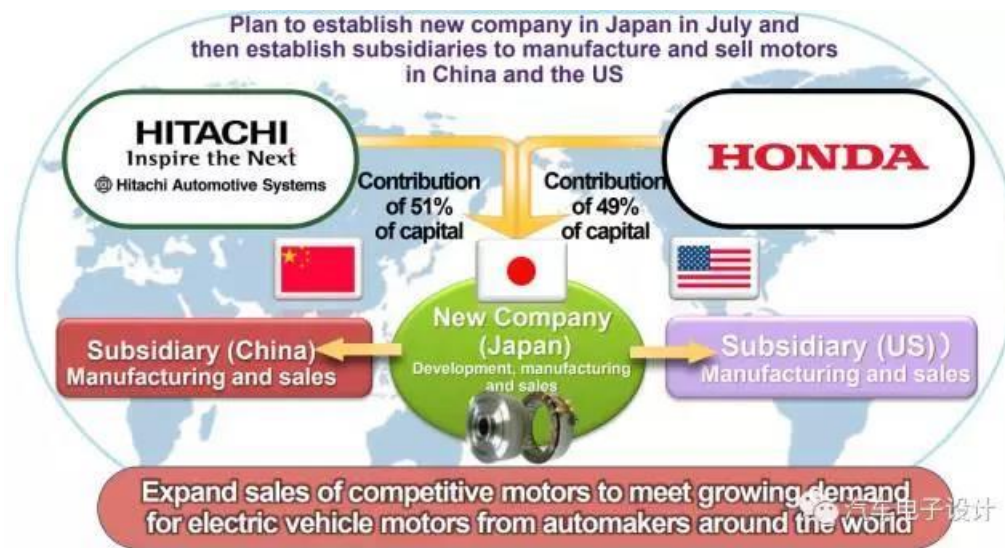 Plan to establish new company in Japan in July and
then establish subsidiaries to manufacture and sell motors
in China and the US
HITACHI
Inspire the Next
Hitachi Automotive Systems
HONDA
Contribution
of 51%
of capital
Contribution
of 49%
of capital
New Company
(Japan)
Development, manufacturing
and sales
Subsidiary (China)
Manufacturing and sales
Subsidiary (US)）
Manufacturing and sales
Expand sales of competitive motors to meet growing demand
for electric vehicle motors from automakers around the world
汽车电子设计